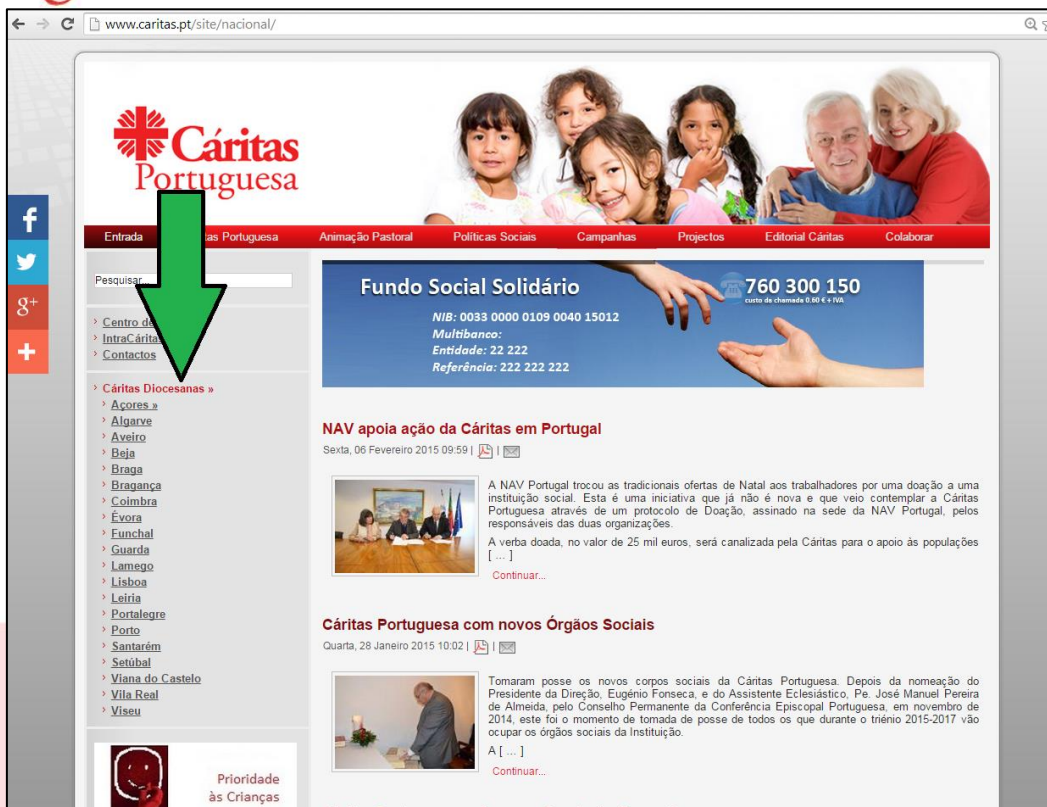 www.caritas.pt/site/nacional/
Cáritas
Portuguesa
Entrada
Portuguesa
Animação Pastoral
Políticas Sociais
Campanhas
Projectos
Editorial Cáritas
Colaborar
Pesquisar...
Centro de
Contactos
Cáritas Diocesanas »
Açores »
Algarve
Aveiro
Beja
Braga
Bragança
Coimbra
Évora
Funchal
Guarda
Lamego
Lisboa
Leiria
Portalegre
Porto
Santarém
Setúbal
Viana do Castelo
Vila Real
Viseu
Prioridade
às Crianças
Fundo Social Solidário
NIB: 0033 0000 0109 0040 15012
Multibanco:
Entidade: 22 222
Referência: 222 222 222
760 300 150
custo da chamada 0.60 € + IVA
NAV apoia ação da Cáritas em Portugal
Sexta, 06 Fevereiro 2015 09:59 | |
A NAV Portugal trocou as tradicionais ofertas de Natal aos trabalhadores por uma doação a uma
instituição social. Esta é uma iniciativa que já não é nova e que veio contemplar a Cáritas
Portuguesa através de um protocolo de Doação, assinado na sede da NAV Portugal, pelos
responsáveis das duas organizações.
A verba doada, no valor de 25 mil euros, será canalizada pela Cáritas para o apoio às populações
[ ... ]
Continuar...
Cáritas Portuguesa com novos Órgãos Sociais
Quarta, 28 Janeiro 2015 10:02 | |
Tomaram posse os novos corpos sociais da Cáritas Portuguesa. Depois da nomeação do
Presidente da Direção, Eugénio Fonseca, e do Assistente Eclesiástico, Pe. José Manuel Pereira
de Almeida, pelo Conselho Permanente da Conferência Episcopal Portuguesa, em novembro de
2014, este foi o momento de tomada de posse de todos os que durante o triénio 2015-2017 vão
ocupar os órgãos sociais da Instituição.
A [ ... ]
Continuar...